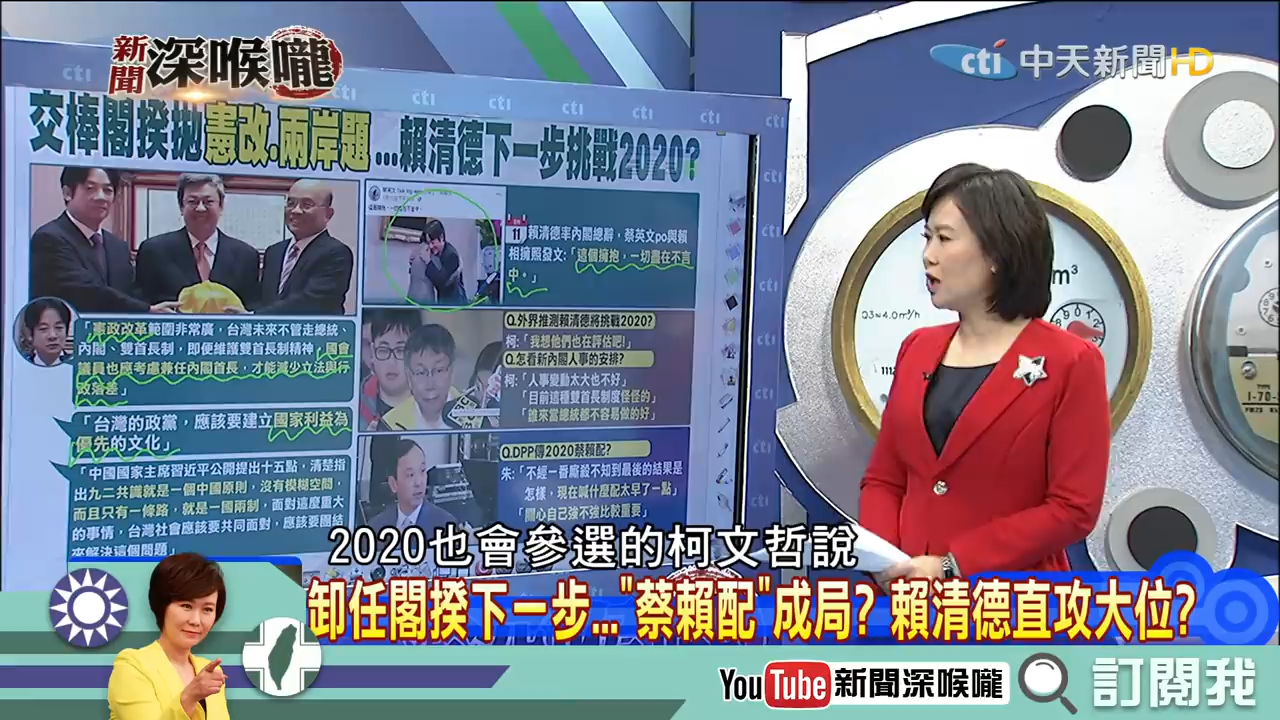 新聞深喉嚨
cti 中天新聞HD
交棒閣揆拋憲改.兩岸題...賴清德下一步挑戰2020?
11
賴清德率內閣總辭，蔡英文po與賴
相擁照發文:「這個擁抱，一切盡在不言
中。」
「憲政改革範圍非常廣，台灣未來不管走總統、
內閣、雙首長制，即便維護雙首長制精神，國會
議員也應考慮兼任內閣首長，才能減少立法與行
政落差」
「台灣的政黨，應該要建立國家利益為
優先的文化」
「中國國家主席習近平公開提出十五點，清楚指
出九二共識就是一個中國原則，沒有模糊空間，
而且只有一條路，就是一國兩制，面對這麼重大
的事情，台灣社會應該要共同面對，應該要團結
來解決這個問題」
Q.外界推測賴清德將挑戰2020?
柯:「我想他們也在評估吧!」
Q.怎看新內閣人事的安排?
柯:「人事變動太大也不好」
「目前這種雙首長制度怪怪的」
「誰來當總統都不容易做的好」
Q.DPP傳2020蔡賴配?
朱:「不經一番廝殺不知到最後的結果是
怎樣，現在喊什麼配太早了一點」
「關心自己強不強比較重要」
m³
Q3=4.0m³/h
2020也會參選的柯文哲說
卸任閣揆下一步..."蔡賴配"成局? 賴清德直攻大位?
YouTube 新聞深喉嚨
訂閱我